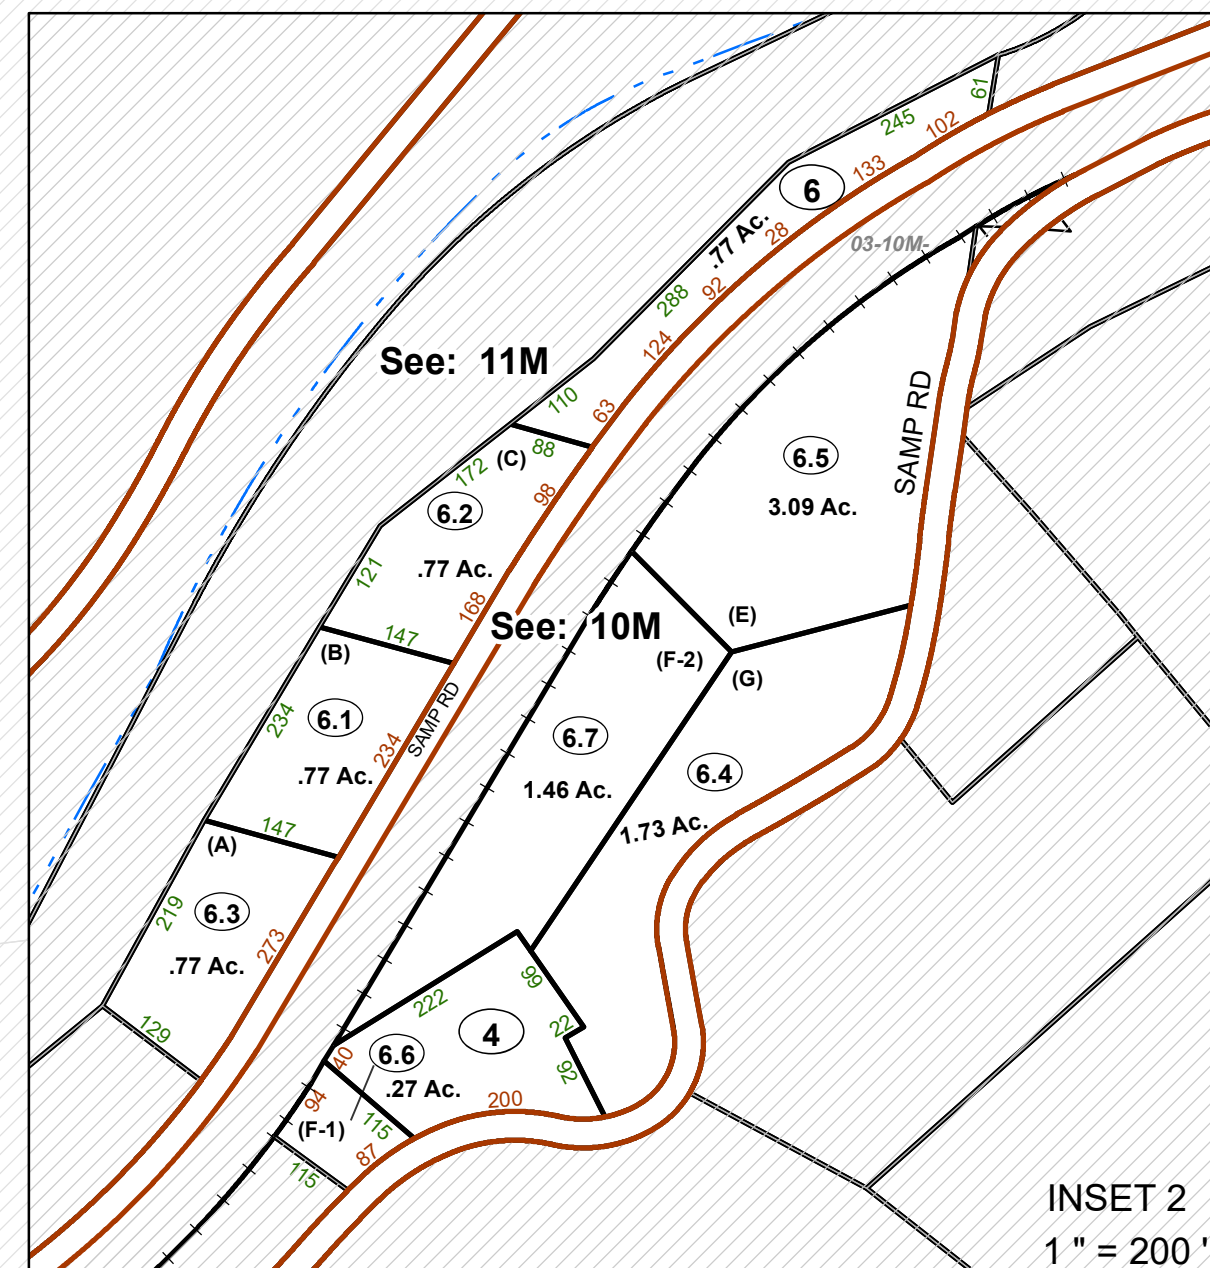 61
245
102
133
6
.77 Ac.
28
03-10M-
92
288
124
See: 11M
110
63
SAMP RD
88
(C)
172
6.5
98
6.2
3.09 Ac.
.77 Ac.
121
168
(E)
See: 10M
147
(B)
(F-2)
(G)
6.1
234
SAMP RD
6.7
234
6.4
.77 Ac.
1.46 Ac.
147
1.73 Ac.
(A)
6.3
219
273
.77 Ac.
99
222
129
22
4
40
6.6
92
.27 Ac.
94
200
115
(F-1)
87
115
INSET 2
1 " = 200 '